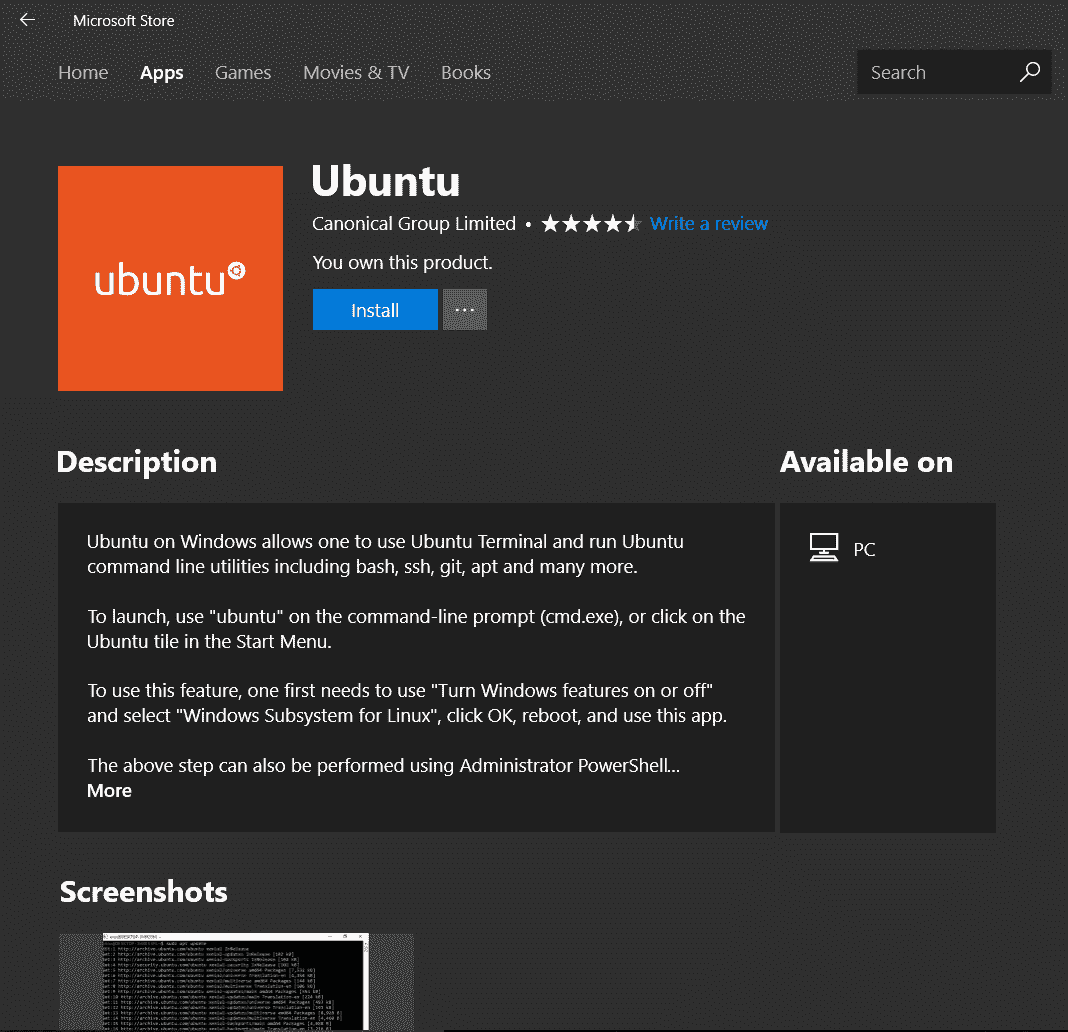 Microsoft Store
Home Apps Games Movies & TV Books Search
ubuntu
Ubuntu
Canonical Group Limited • Write a review
You own this product.
Install ...
Description
Available on
Ubuntu on Windows allows one to use Ubuntu Terminal and run Ubuntu
command line utilities including bash, ssh, git, apt and many more.
To launch, use "ubuntu" on the command-line prompt (cmd.exe), or click on the
Ubuntu tile in the Start Menu.
To use this feature, one first needs to use "Turn Windows features on or off"
and select "Windows Subsystem for Linux", click OK, reboot, and use this app.
The above step can also be performed using Administrator PowerShell...
More
PC
Screenshots